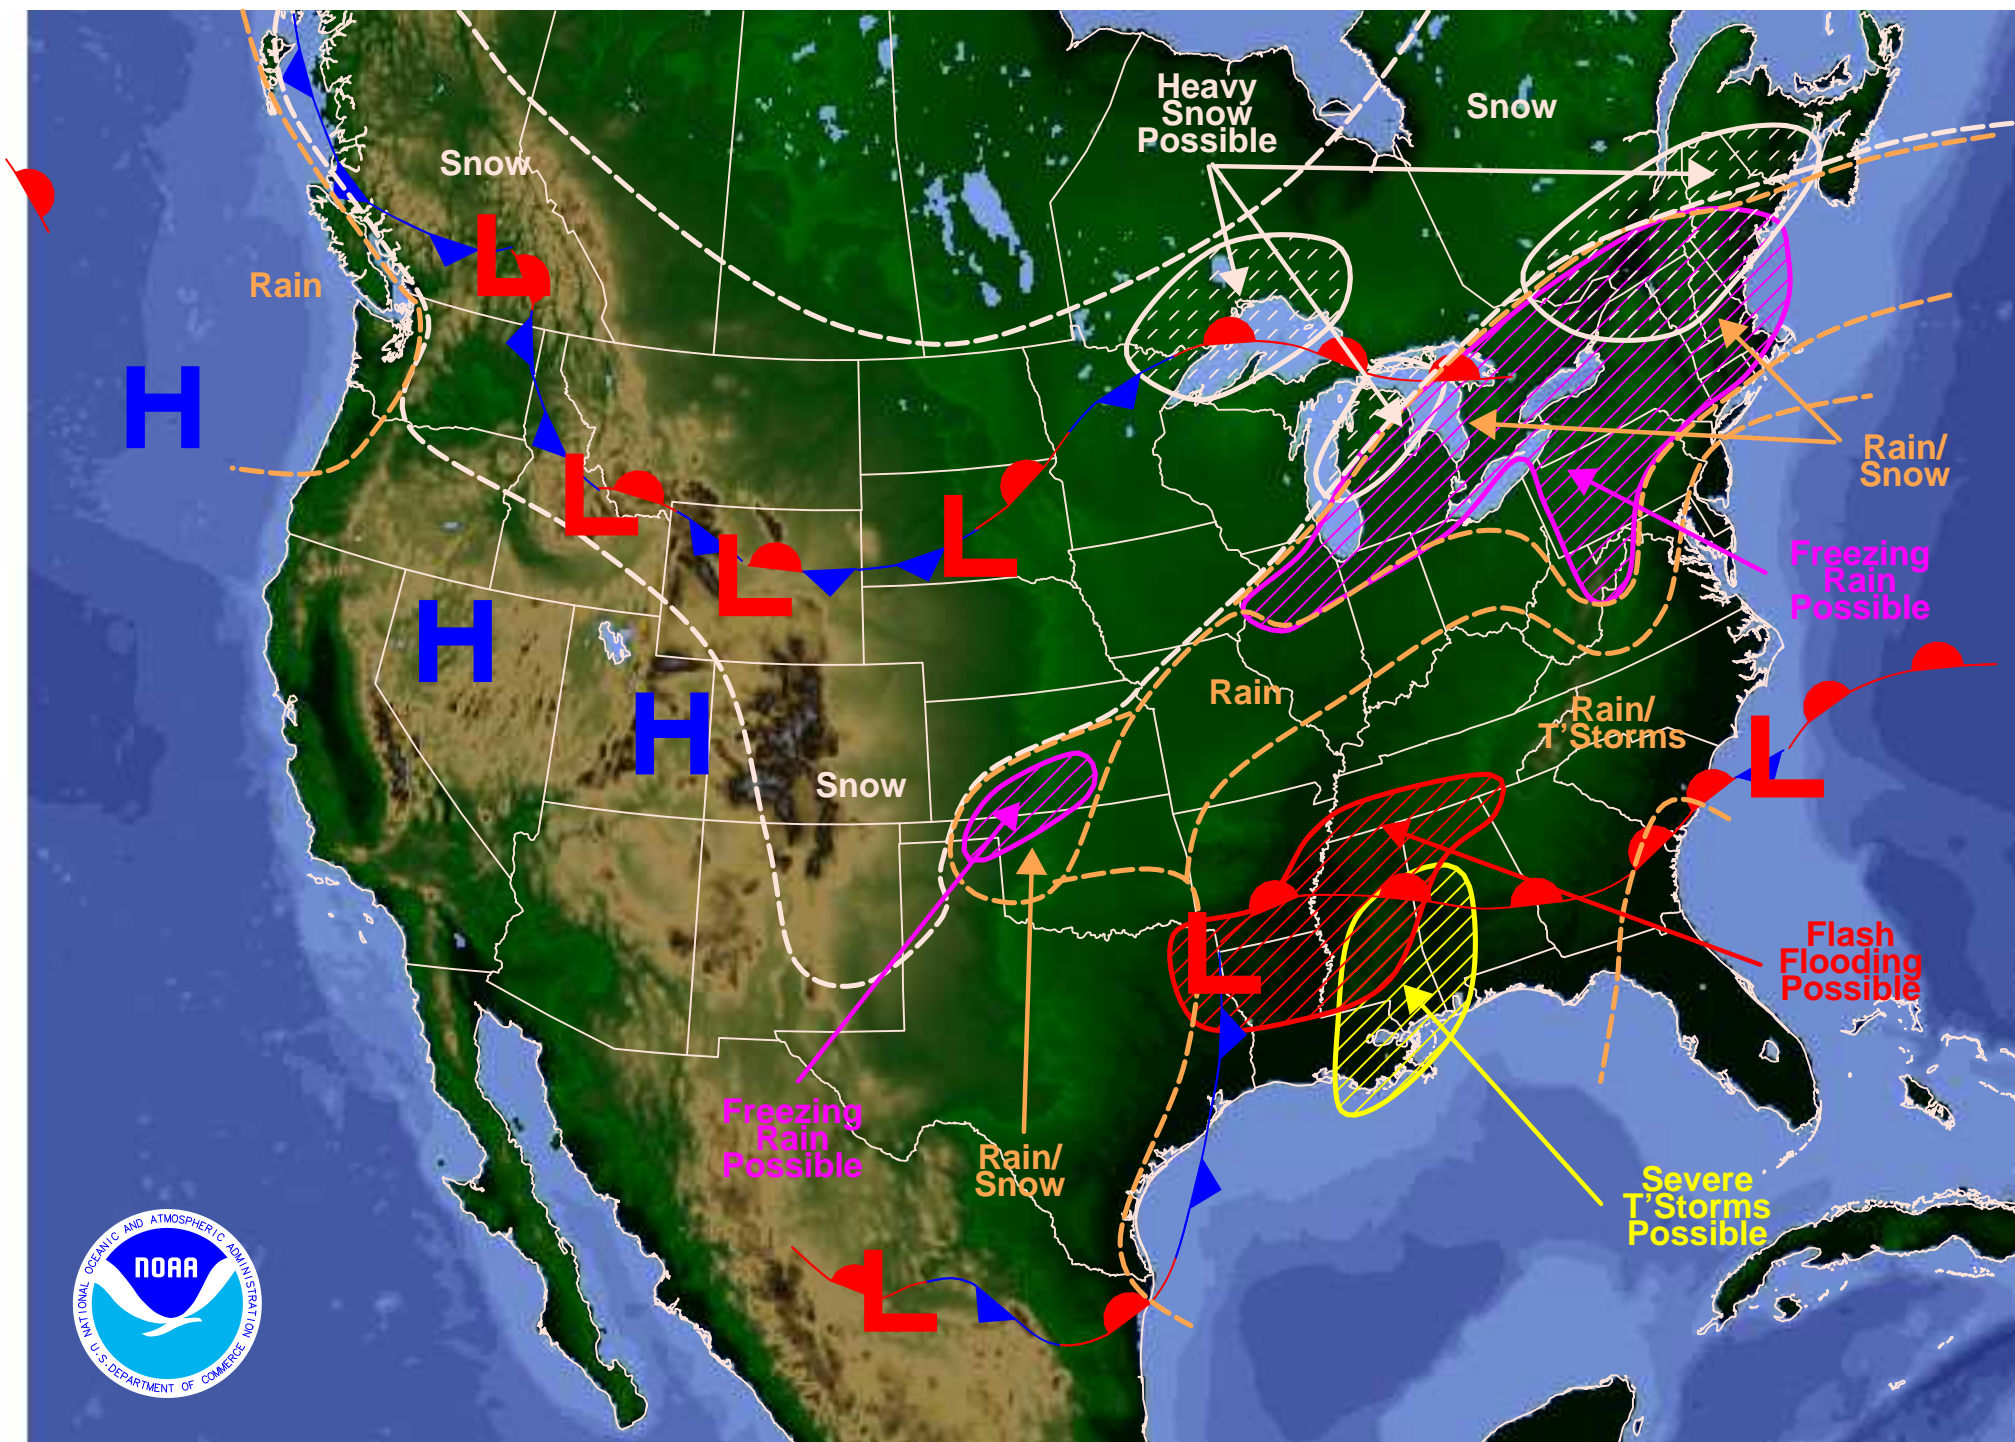 Heavy
Snow
Possible
Snow
Snow
Rain
H
L
Rain/
Snow
L
L
L
Freezing
Rain
Possible
H
H
Rain
Rain/
T'Storms
L
Snow
L
Flash
Flooding
Possible
Freezing
Rain
Possible
Rain/
Snow
Severe
T'Storms
Possible
L
NATIONAL OCEANIC AND ATMOSPHERIC ADMINISTRATION
NOAA
U.S. DEPARTMENT OF COMMERCE